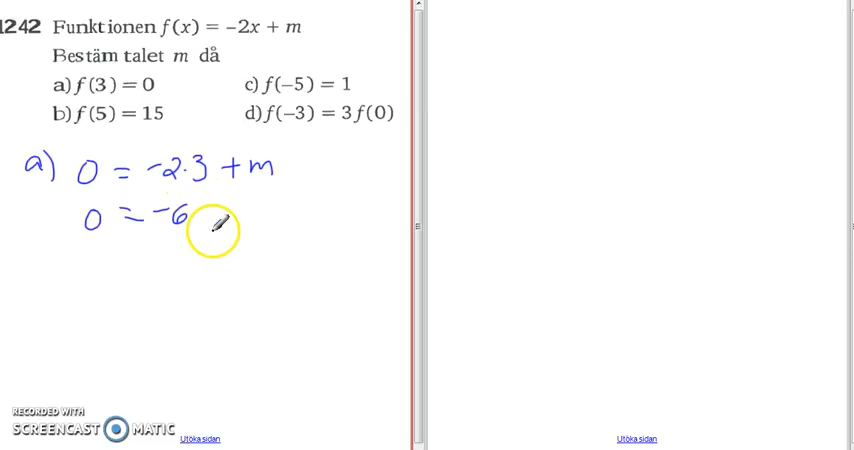 1242 Funktionen f(x) = –2x + m
Bestäm talet m då
a) f(3) = 0 c) f(–5) = 1
b) f(5) = 15 d) f(–3) = 3f(0)
a) 0 = -2·3 + m
0 = -6
RECORDED WITH
SCREENCAST MATIC
Utöka sidan Utöka sidan